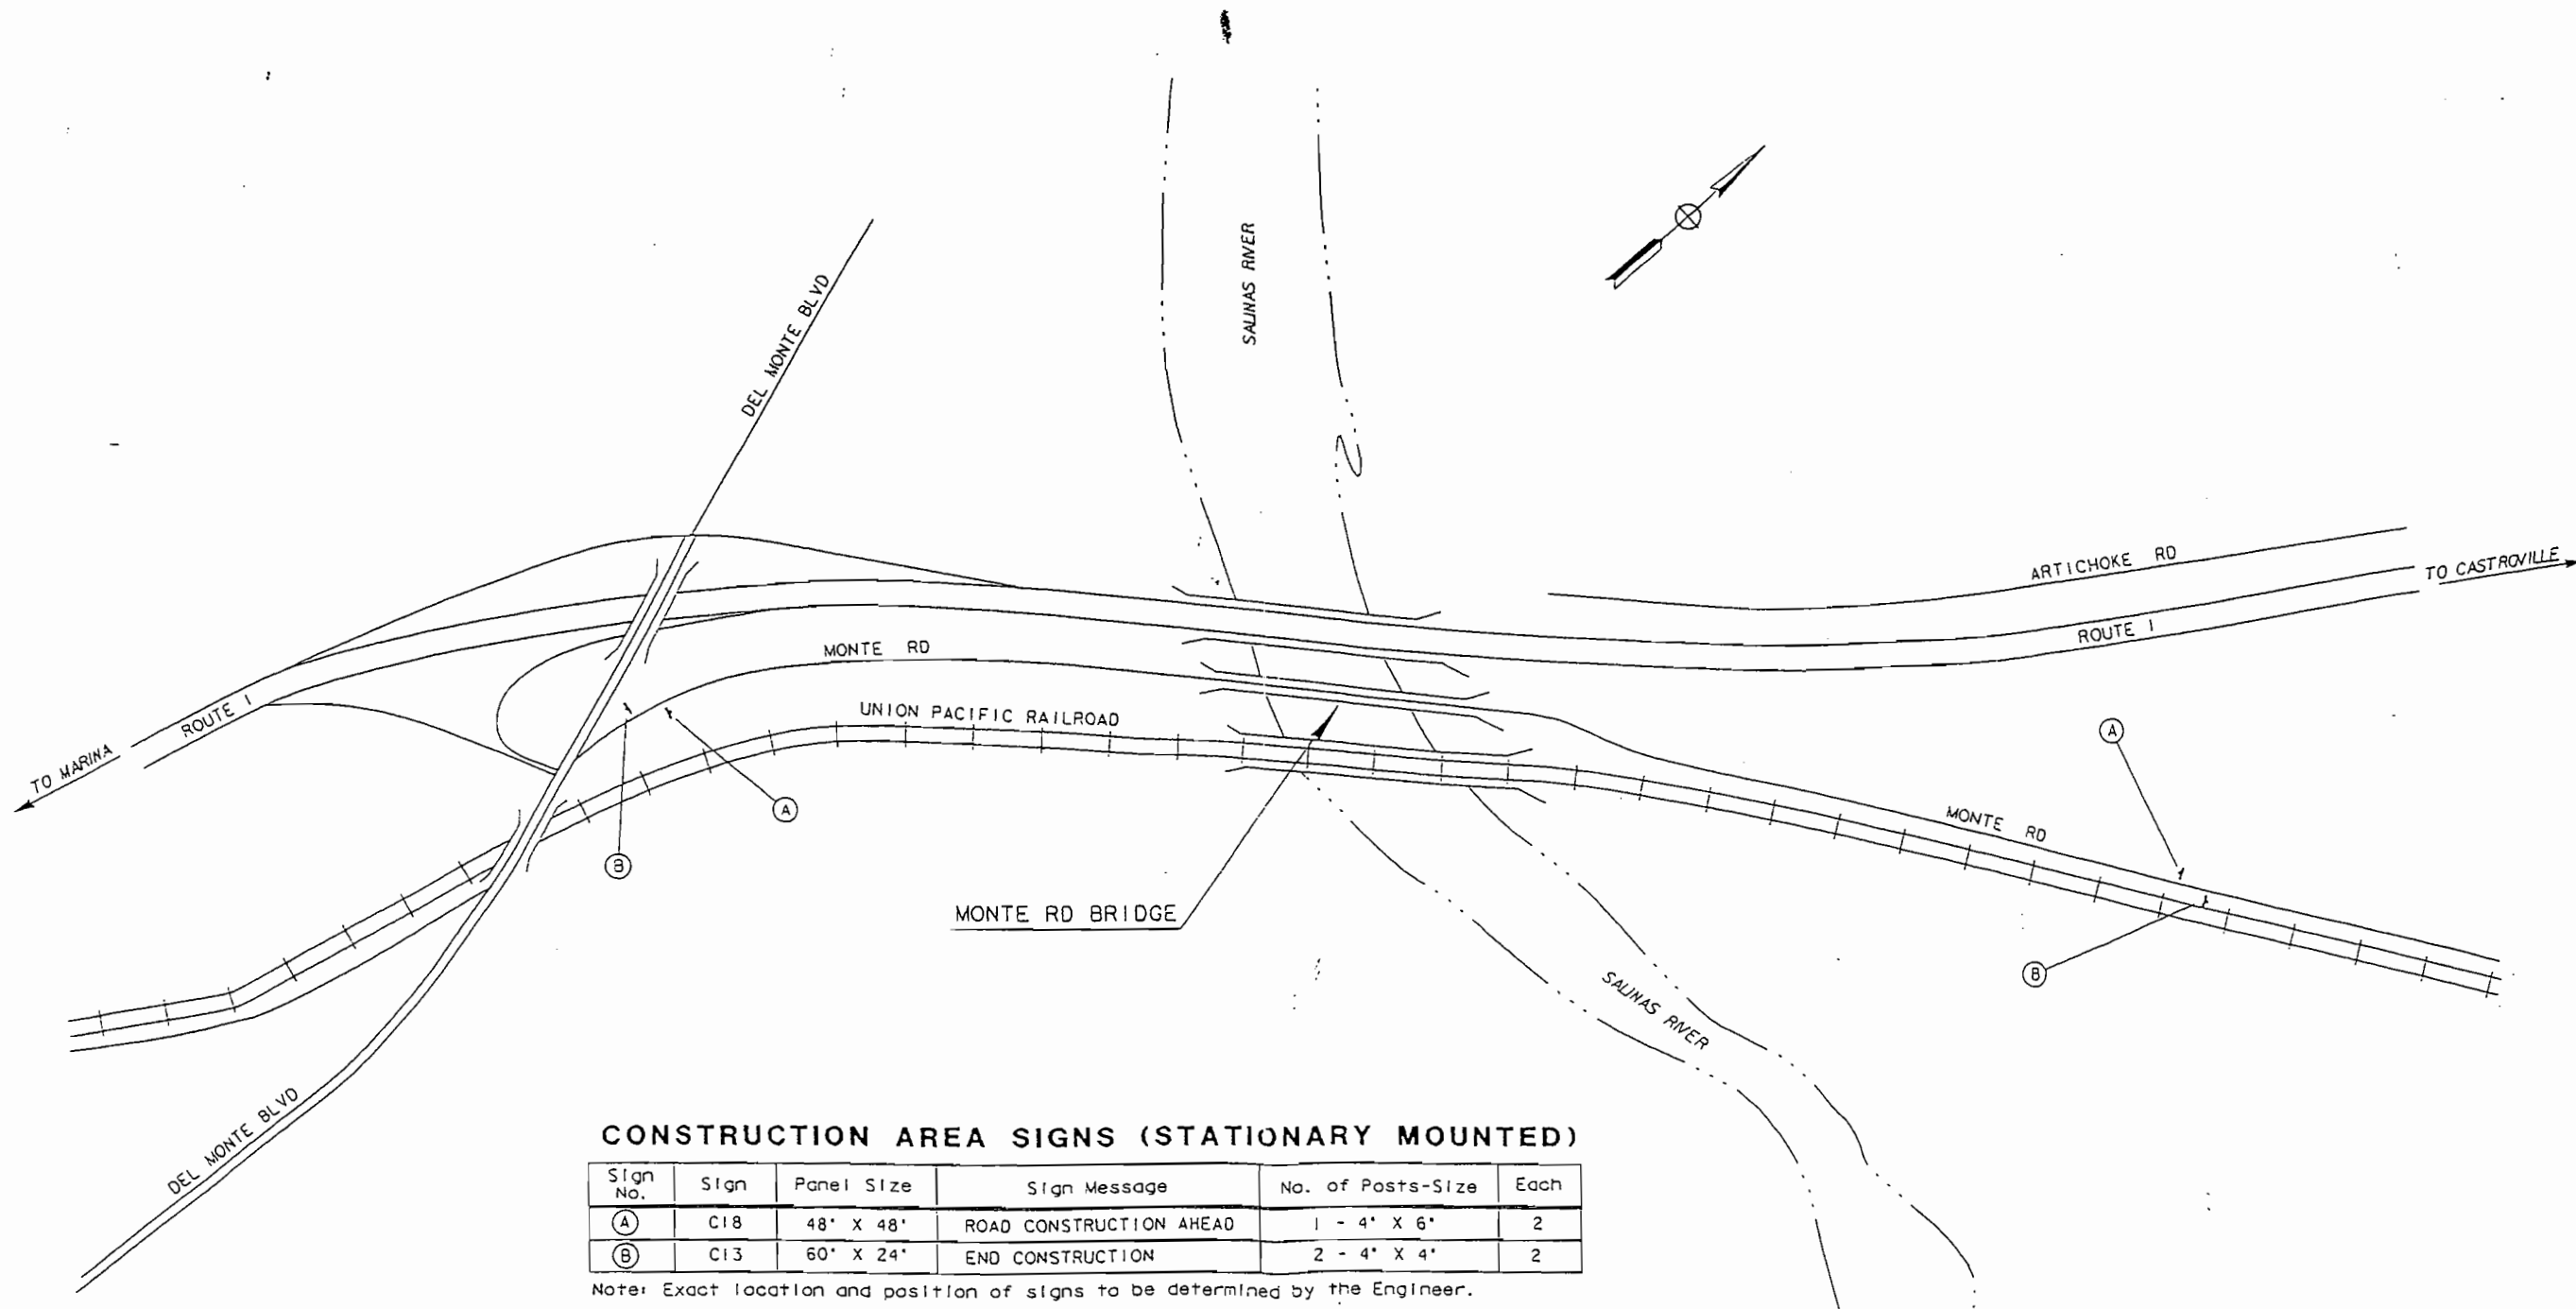 SALINAS RIVER
DEL MONTE BLVD
ARTICHOKE RD
TO CASTROVILLE
ROUTE 1
MONTE RD
UNION PACIFIC RAILROAD
ROUTE 1
TO MARINA
A
A
B
MONTE RD
MONTE RD BRIDGE
B
SALINAS RIVER
DEL MONTE BLVD
CONSTRUCTION AREA SIGNS (STATIONARY MOUNTED)
Sign No. Sign Panel Size Sign Message No. of Posts-Size Each
A C18 48" X 48" ROAD CONSTRUCTION AHEAD 1 - 4" X 6" 2
B C13 60" X 24" END CONSTRUCTION 2 - 4" X 4" 2
Note: Exact location and position of signs to be determined by the Engineer.